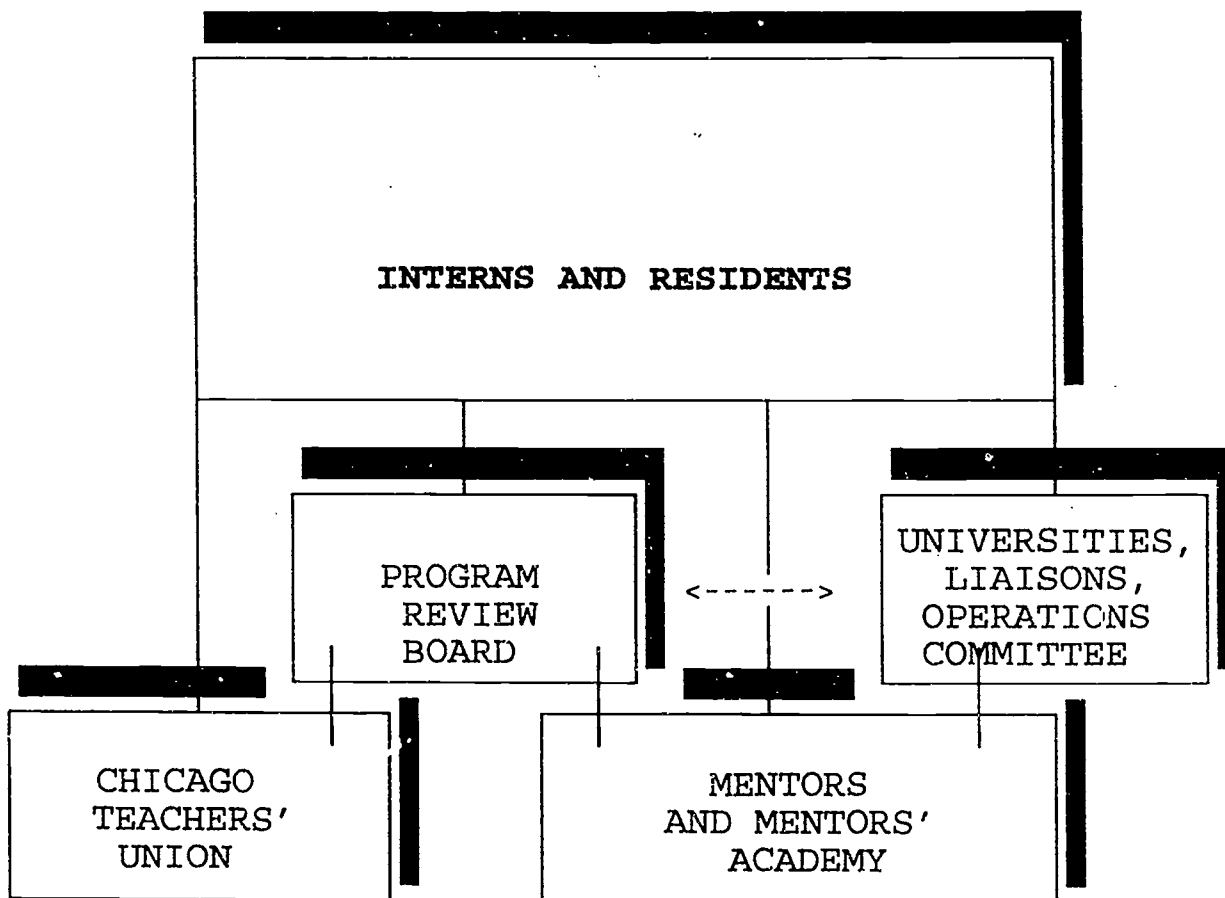 INTERNS AND RESIDENTS
PROGRAM
REVIEW
BOARD
<----->
UNIVERSITIES,
LIAISONS,
OPERATIONS
COMMITTEE
CHICAGO
TEACHERS'
UNION
MENTORS
AND MENTORS'
ACADEMY